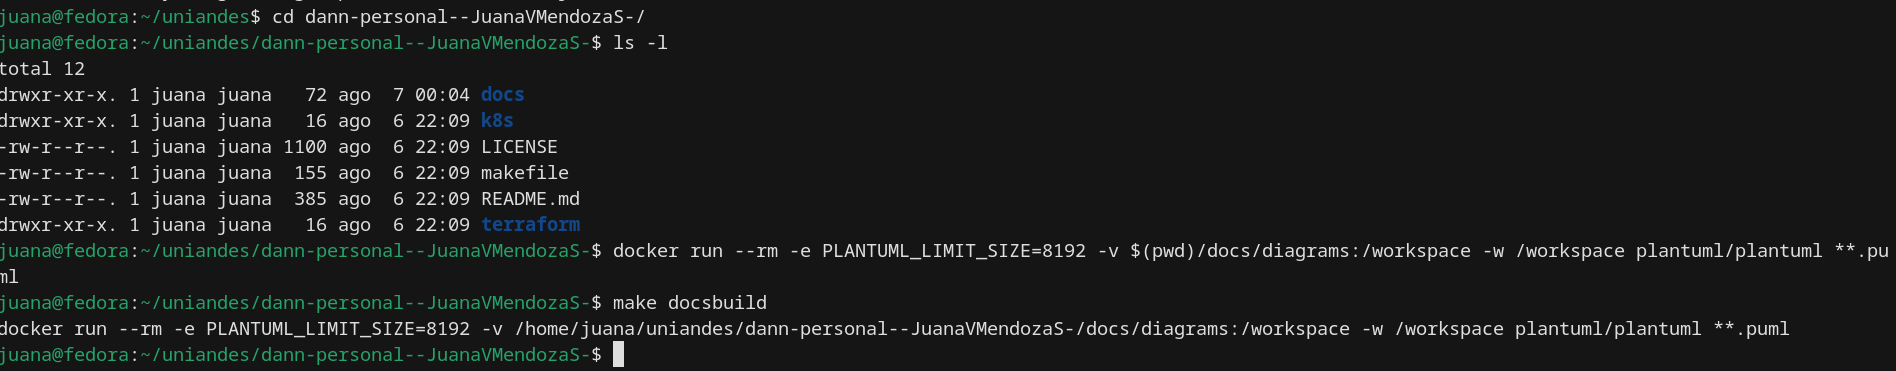 juana@fedora:~/uniandes$ cd dann-personal--JuanaVMendozaS-/
juana@fedora:~/uniandes/dann-personal--JuanaVMendozaS-$ ls -l
total 12
drwxr-xr-x. 1 juana juana   72 ago  7 00:04 docs
drwxr-xr-x. 1 juana juana   16 ago  6 22:09 k8s
-rw-r--r--. 1 juana juana 1100 ago  6 22:09 LICENSE
-rw-r--r--. 1 juana juana  155 ago  6 22:09 makefile
-rw-r--r--. 1 juana juana  385 ago  6 22:09 README.md
drwxr-xr-x. 1 juana juana   16 ago  6 22:09 terraform
juana@fedora:~/uniandes/dann-personal--JuanaVMendozaS-$ docker run --rm -e PLANTUML_LIMIT_SIZE=8192 -v $(pwd)/docs/diagrams:/workspace -w /workspace plantuml/plantuml **.pu
ml
juana@fedora:~/uniandes/dann-personal--JuanaVMendozaS-$ make docsbuild
docker run --rm -e PLANTUML_LIMIT_SIZE=8192 -v /home/juana/uniandes/dann-personal--JuanaVMendozaS-/docs/diagrams:/workspace -w /workspace plantuml/plantuml **.puml
juana@fedora:~/uniandes/dann-personal--JuanaVMendozaS-$